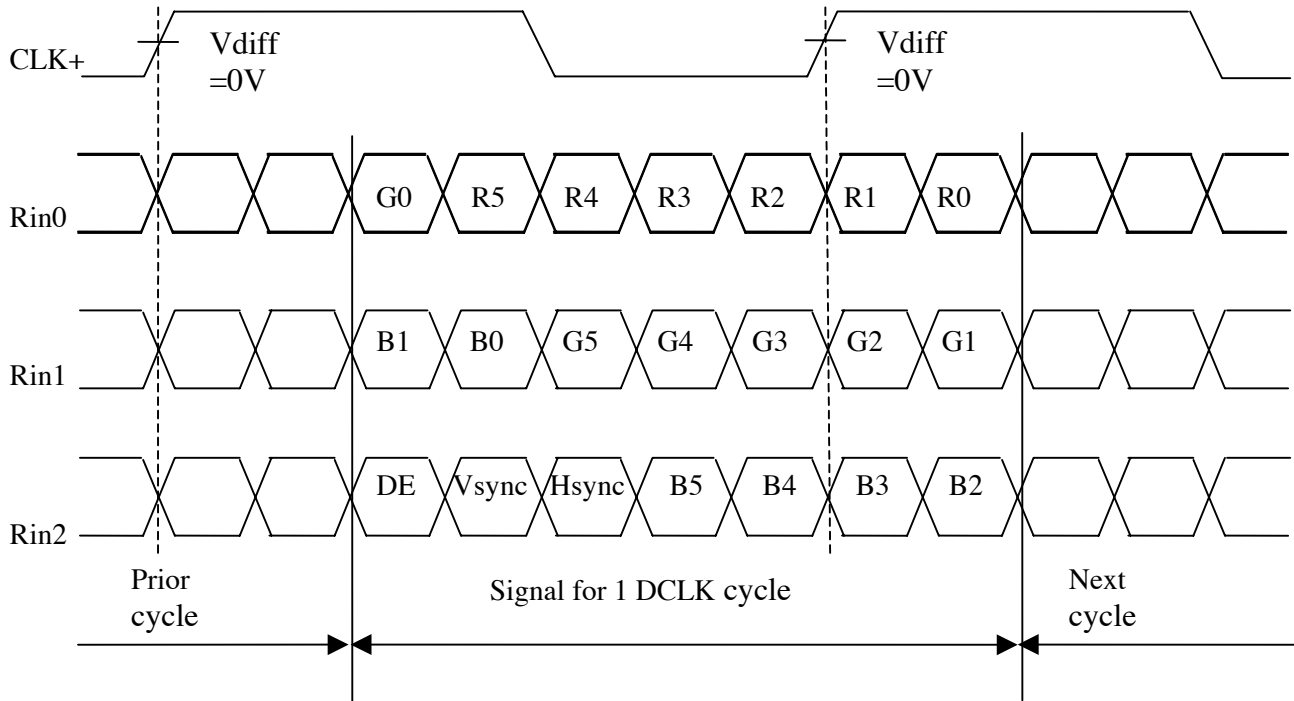 CLK+
Vdiff
=0V
Vdiff
=0V
Rin0
G0 R5 R4 R3 R2 R1 R0
Rin1
B1 B0 G5 G4 G3 G2 G1
Rin2
DE Vsync Hsync B5 B4 B3 B2
Prior
cycle
Signal for 1 DCLK cycle
Next
cycle